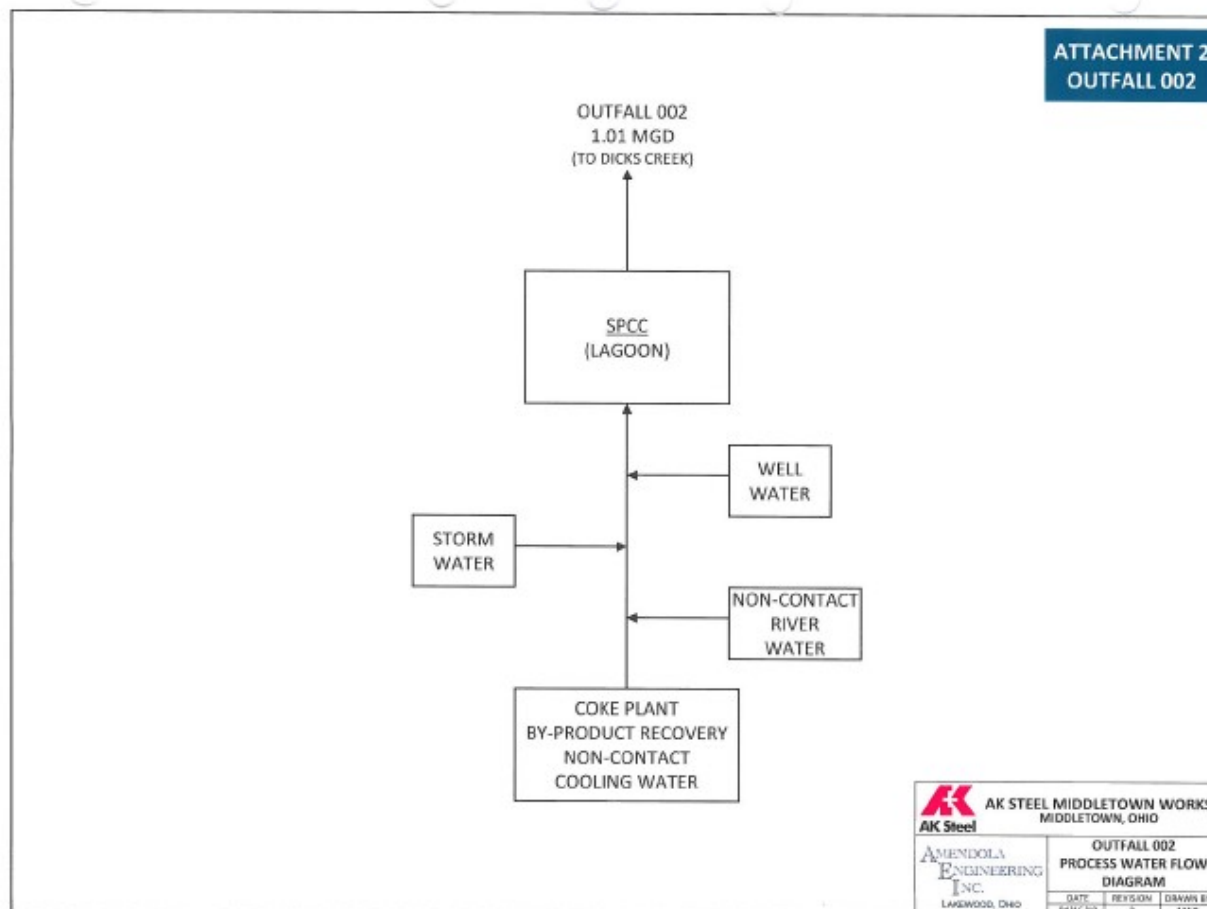 ATTACHMENT 2
OUTFALL 002
OUTFALL 002
1.01 MGD
(TO DICKS CREEK)
SPCC
(LAGOON)
WELL
WATER
STORM
WATER
NON-CONTACT
RIVER
WATER
COKE PLANT
BY-PRODUCT RECOVERY
NON-CONTACT
COOLING WATER
AK Steel
AK STEEL MIDDLETOWN WORKS
MIDDLETOWN, OHIO
AMENDOLA
ENGINEERING
INC.
LAKEWOOD, OHIO
OUTFALL 002
PROCESS WATER FLOW
DIAGRAM
DATE REVISION DRAWN